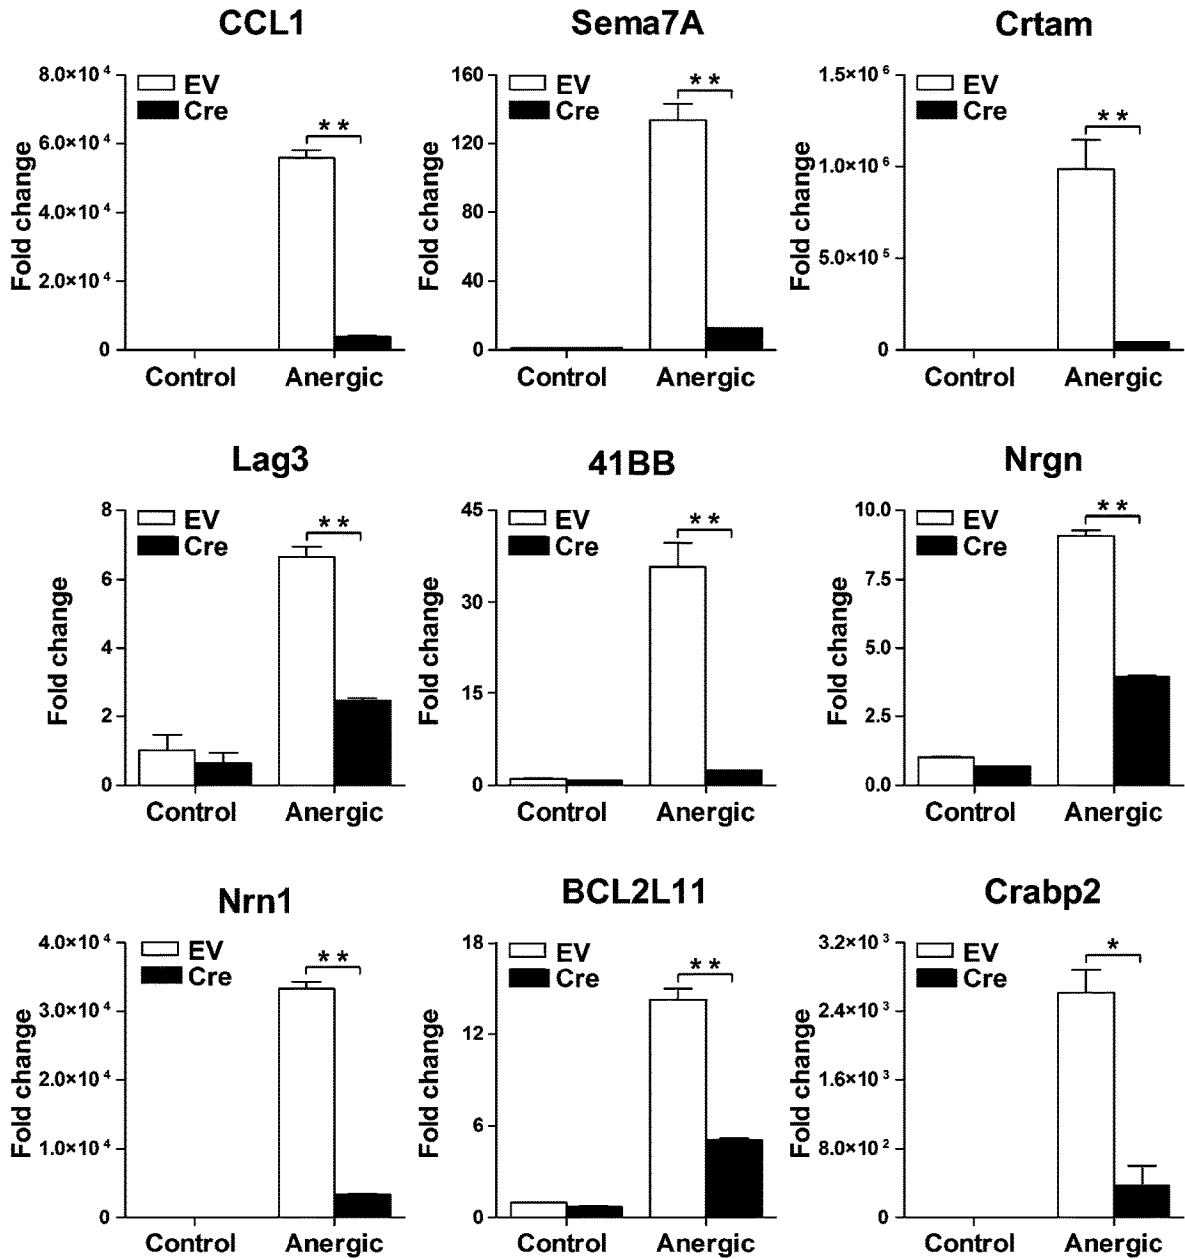 CCL1
Sema7A
Crtam
Fold change
8.0×10⁴
6.0×10⁴
4.0×10⁴
2.0×10⁴
0
EV
Cre
**
Control Anergic
Fold change
160
120
80
40
0
EV
Cre
**
Control Anergic
Fold change
1.5×10⁶
1.0×10⁶
5.0×10⁵
0
EV
Cre
**
Control Anergic
Lag3
41BB
Nrgn
Fold change
8
6
4
2
0
EV
Cre
**
Control Anergic
Fold change
45
30
15
0
EV
Cre
**
Control Anergic
Fold change
10.0
7.5
5.0
2.5
0.0
EV
Cre
**
Control Anergic
Nrn1
BCL2L11
Crabp2
Fold change
4.0×10⁴
3.0×10⁴
2.0×10⁴
1.0×10⁴
0
EV
Cre
**
Control Anergic
Fold change
18
12
6
0
EV
Cre
**
Control Anergic
Fold change
3.2×10³
2.4×10³
1.6×10³
8.0×10²
0
EV
Cre
*
Control Anergic